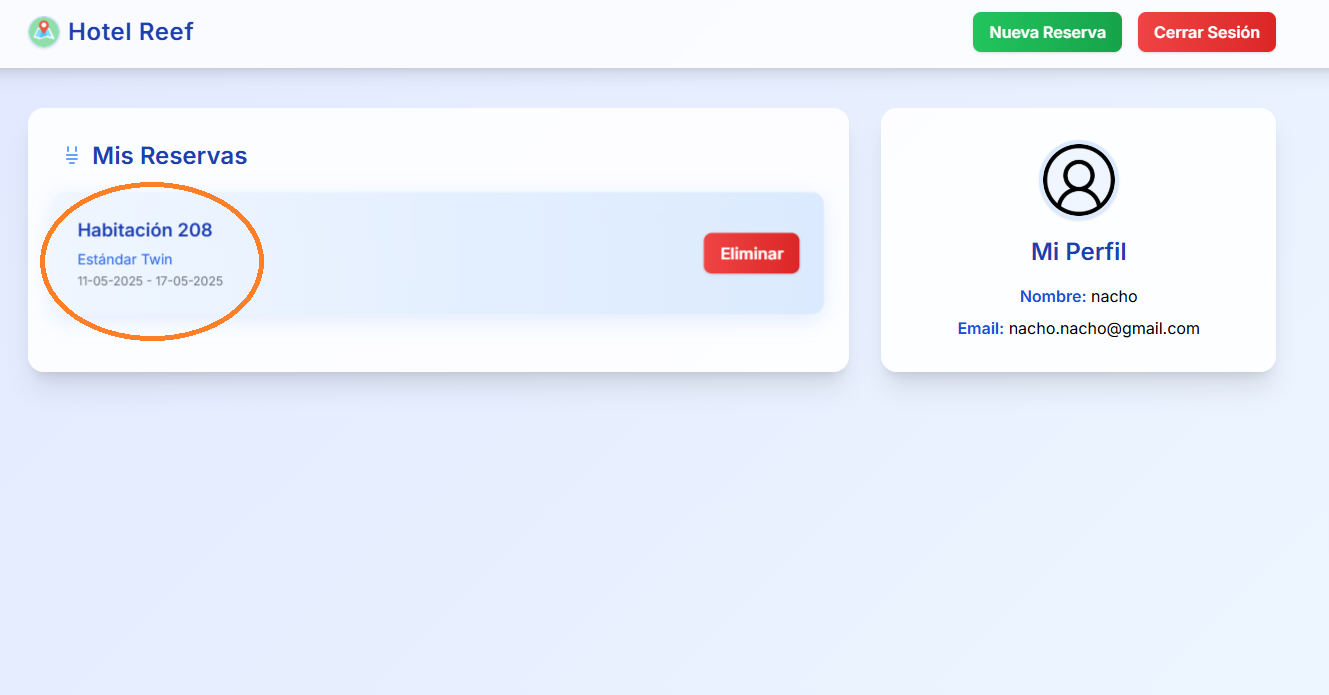 Hotel Reef
Nueva Reserva
Cerrar Sesión
Mis Reservas
Habitación 208
Estándar Twin
11-05-2025 - 17-05-2025
Eliminar
Mi Perfil
Nombre: nacho
Email: nacho.nacho@gmail.com